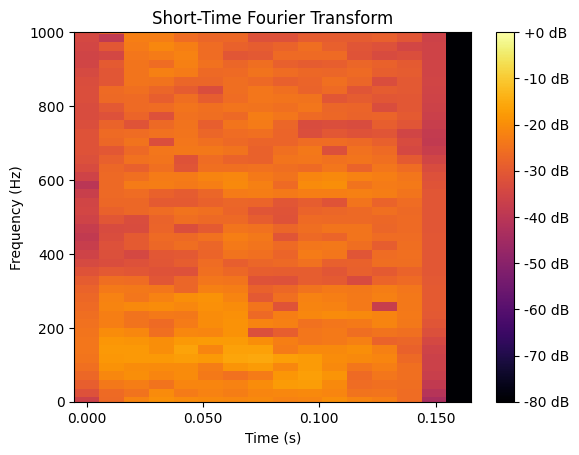 Short-Time Fourier Transform
1000
800
600
400
200
0
Frequency (Hz)
0.000
0.050
0.100
0.150
Time (s)
+0 dB
-10 dB
-20 dB
-30 dB
-40 dB
-50 dB
-60 dB
-70 dB
-80 dB